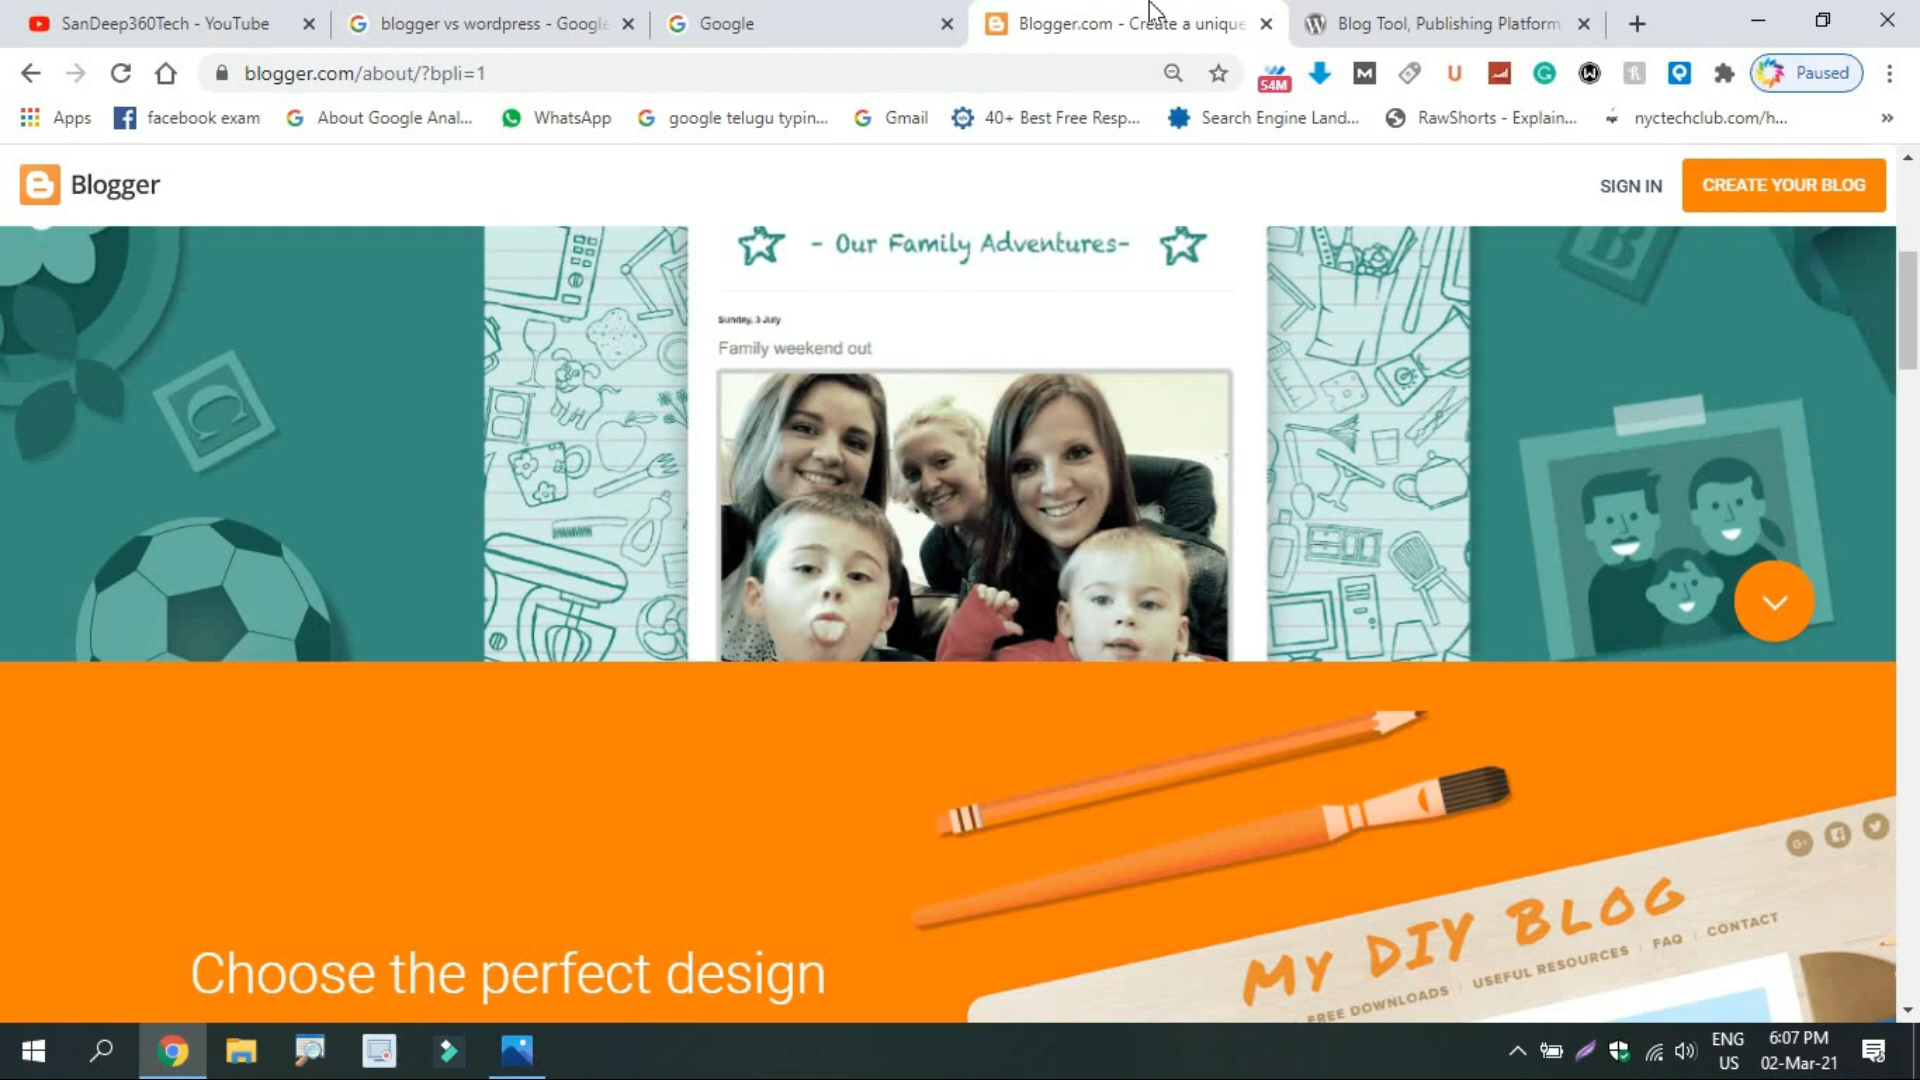 SanDeep360Tech - YouTube
blogger vs wordpress - Google
Google
Blogger.com - Create a unique
Blog Tool, Publishing Platform
blogger.com/about/?bpli=1
54M
Paused
Apps
facebook exam
About Google Anal...
WhatsApp
google telugu typin...
Gmail
40+ Best Free Resp...
Search Engine Land...
RawShorts - Explain...
nyctechclub.com/h...
Blogger
SIGN IN
CREATE YOUR BLOG
- Our Family Adventures-
Sunday, 3 July
Family weekend out
MY DIY BLOG
FREE DOWNLOADS | USEFUL RESOURCES | FAQ | CONTACT
Choose the perfect design
ENG
US
6:07 PM
02-Mar-21